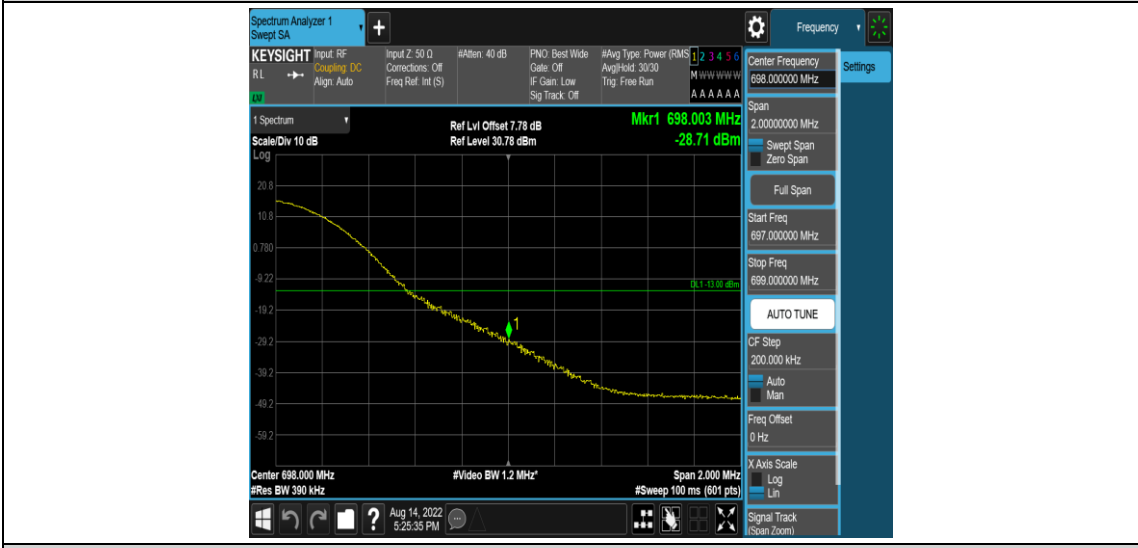 Spectrum Analyzer 1
Swept SA
+
Frequency
KEYSIGHT
RL
LM
Input: RF
Coupling: DC
Align: Auto
Input Z: 50 Ω
Corrections: Off
Freq Ref: Int (S)
#Atten: 40 dB
PNO: Best Wide
Gate: Off
IF Gain: Low
Sig Track: Off
#Avg Type: Power (RMS
Avg|Hold: 30/30
Trig: Free Run
1 2 3 4 5 6
M W W W W W
A A A A A A
1 Spectrum
Scale/Div 10 dB
Log
Ref Lvl Offset 7.78 dB
Ref Level 30.78 dBm
Mkr1 698.003 MHz
-28.71 dBm
20.8
10.8
0.780
-9.22
-19.2
-29.2
-39.2
-49.2
-59.2
DL1 -13.00 dBm
1
Center 698.000 MHz
#Video BW 1.2 MHz*
Span 2.000 MHz
#Res BW 390 kHz
#Sweep 100 ms (601 pts)
Center Frequency
698.000000 MHz
Settings
Span
2.00000000 MHz
Swept Span
Zero Span
Full Span
Start Freq
697.000000 MHz
Stop Freq
699.000000 MHz
AUTO TUNE
CF Step
200.000 kHz
Auto
Man
Freq Offset
0 Hz
X Axis Scale
Log
Lin
Signal Track
(Span Zoom)
?
Aug 14, 2022
5:25:35 PM